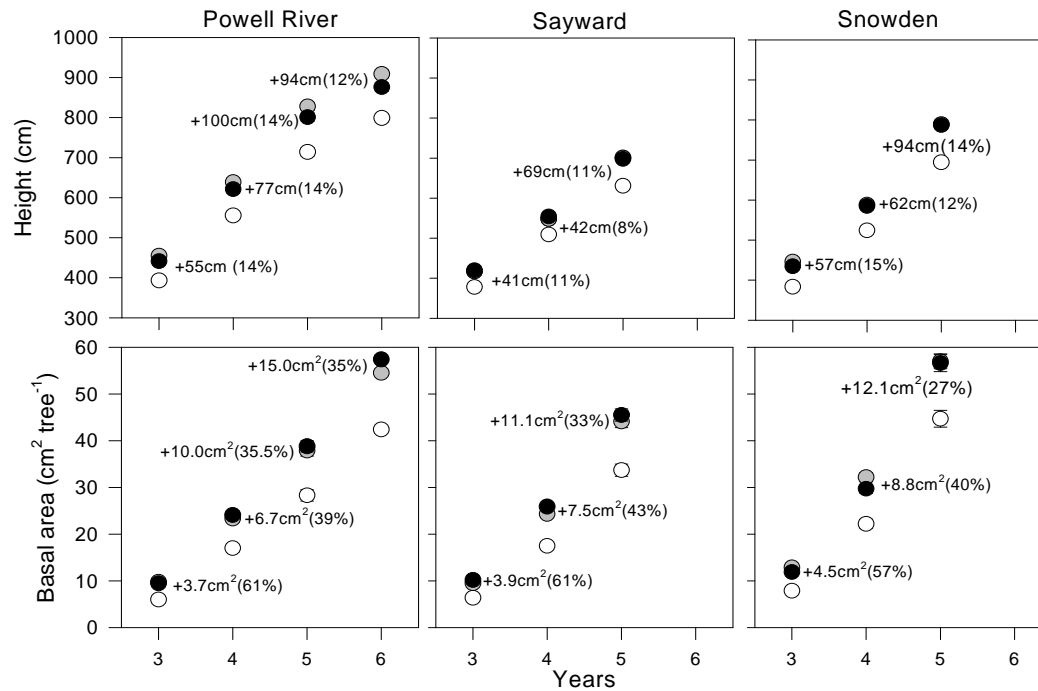 Powell River
Sayward
Snowden
Height (cm)
1000
900
800
700
600
500
400
300
+94cm(12%)
+100cm(14%)
+77cm(14%)
+55cm (14%)
+69cm(11%)
+42cm(8%)
+41cm(11%)
+94cm(14%)
+62cm(12%)
+57cm(15%)
Basal area (cm² tree⁻¹)
60
50
40
30
20
10
0
+15.0cm²(35%)
+10.0cm²(35.5%)
+6.7cm²(39%)
+3.7cm²(61%)
+11.1cm²(33%)
+7.5cm²(43%)
+3.9cm²(61%)
+12.1cm²(27%)
+8.8cm²(40%)
+4.5cm²(57%)
3 4 5 6
3 4 5 6
3 4 5 6
Years